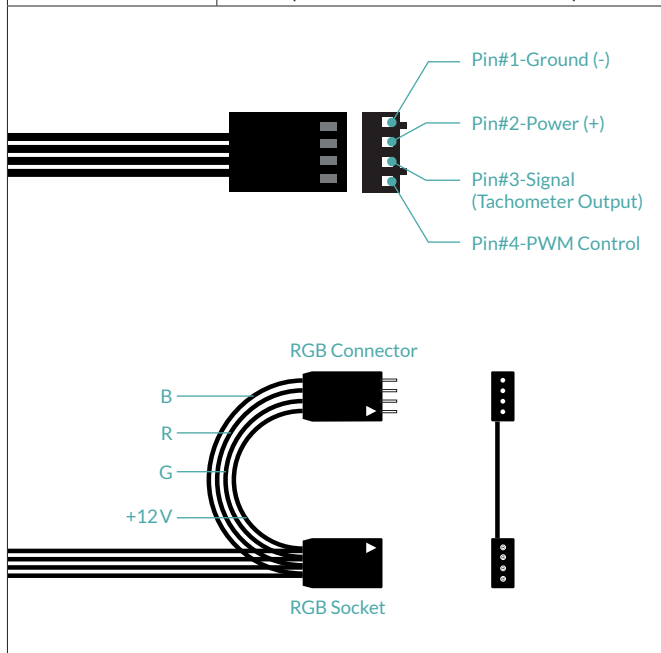 Pin#1-Ground (-)
Pin#2-Power (+)
Pin#3-Signal
(Tachometer Output)
Pin#4-PWM Control
RGB Connector
B
R
G
+12V
RGB Socket